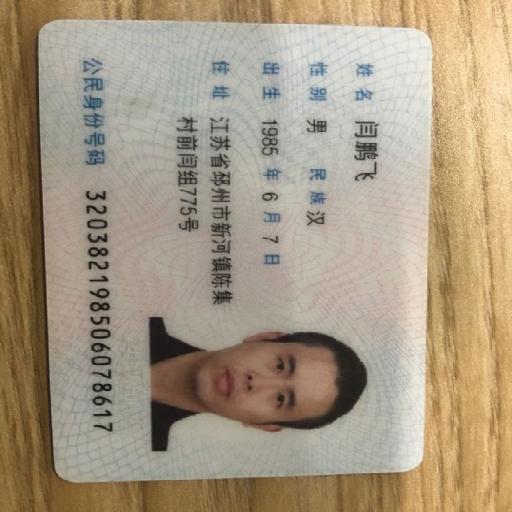 姓名 闫鹏飞
性别 男 民族 汉
出生 1985 年 6 月 7 日
住址 江苏省邳州市新河镇陈集
村前闫组775号
公民身份号码 320382198506078617